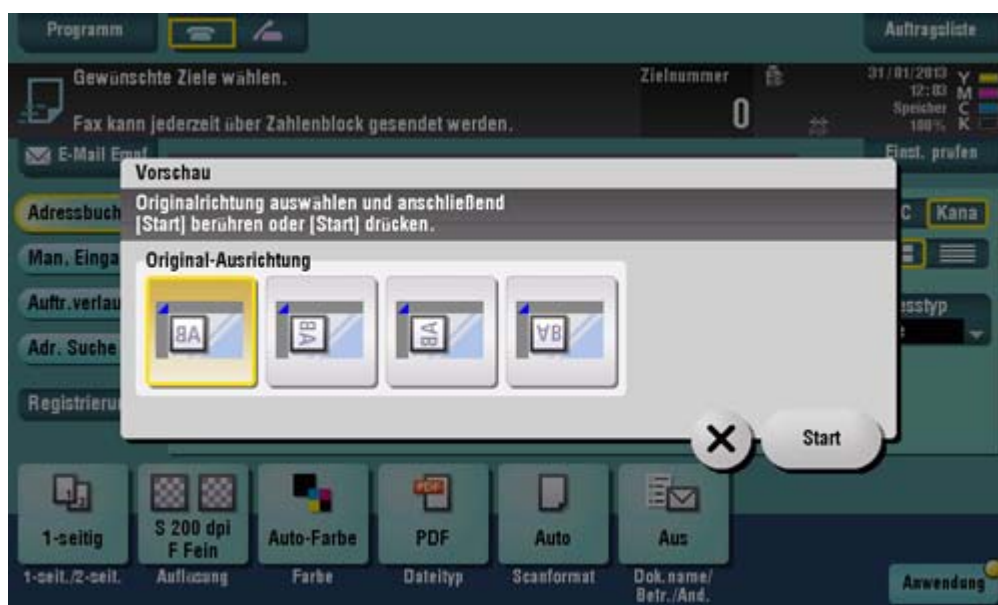 Programm
Auftragsliste
Gewünschte Ziele wählen.
Zielnummer
31/01/2013
12:03
Speicher
100%
Y
M
C
K
0
Fax kann jederzeit über Zahlenblock gesendet werden.
E-Mail Empf
Einst. prüfen
Vorschau
Originalrichtung auswählen und anschließend
[Start] berühren oder [Start] drücken.
Adressbuch
C
Kana
Man. Einga
Original-Ausrichtung
Auftr.verlau
esstyp
Adr. Suche
Registrieru
Start
1-seitig
S 200 dpi
F Fein
Auto-Farbe
PDF
Auto
Aus
1-seit./2-seit.
Auflösung
Farbe
Dateityp
Scanformat
Dok.name/
Betr./And.
Anwendung